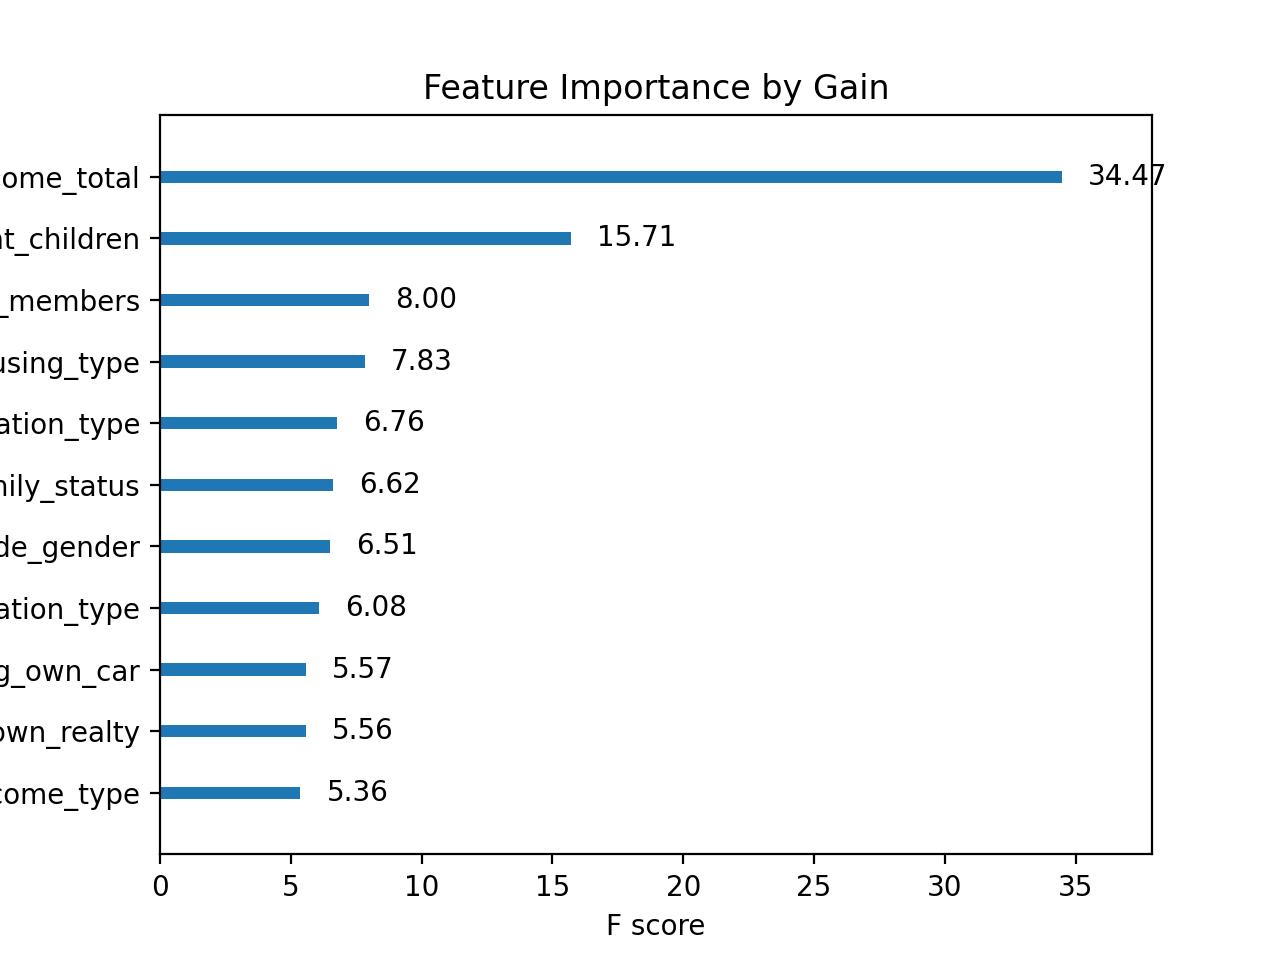 Feature Importance by Gain
ome_total 34.47
t_children 15.71
_members 8.00
using_type 7.83
ation_type 6.76
ily_status 6.62
de_gender 6.51
ation_type 6.08
g_own_car 5.57
own_realty 5.56
come_type 5.36
0 5 10 15 20 25 30 35
F score